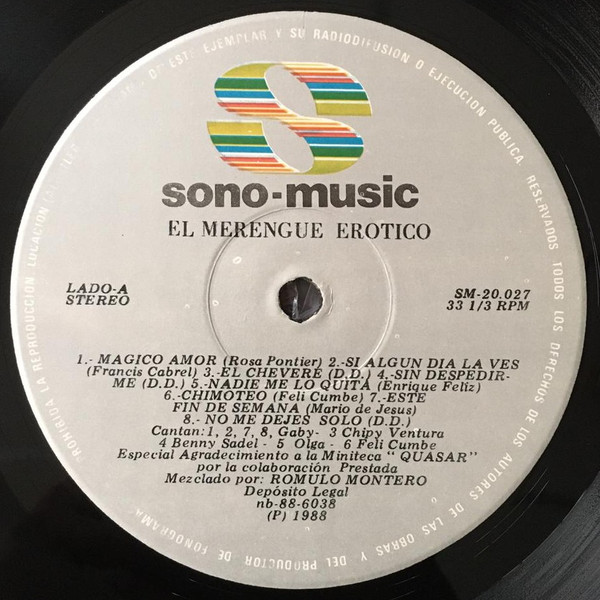 S
sono-music
EL MERENGUE EROTICO
LADO-A
STEREO
SM-20.027
33 1/3 RPM
1.- MAGICO AMOR (Rosa Pontier) 2.-SI ALGUN DIA LA VES
(Francis Cabrel) 3.-EL CHEVERE (D.D.) 4.-SIN DESPEDIR-
ME (D.D.) 5.-NADIE ME LO QUITA (Enrique Feliz)
6.-CHIMOTEO (Feli Cumbe) 7.-ESTE
FIN DE SEMANA (Mario de Jesus)
8.- NO ME DEJES SOLO (D.D.)
Cantan: 1, 2, 7, 8, Gaby- 3 Chipy Ventura
4 Benny Sadel - 5 Olga - 6 Feli Cumbe
Especial Agradecimiento a la Miniteca " QUASAR"
por la colaboración Prestada
Mezclado por: ROMULO MONTERO
Depósito Legal
nb-88-6038
(P) 1988
PROHIBIDA LA REPRODUCCION LOCACION DE ESTE EJEMPLAR Y SU RADIODIFUSION O EJECUCION PUBLICA RESERVADOS TODOS LOS DERECHOS DE LOS AUTORES DE LAS OBRAS Y DEL PRODUCTOR DE FONOGRAMA